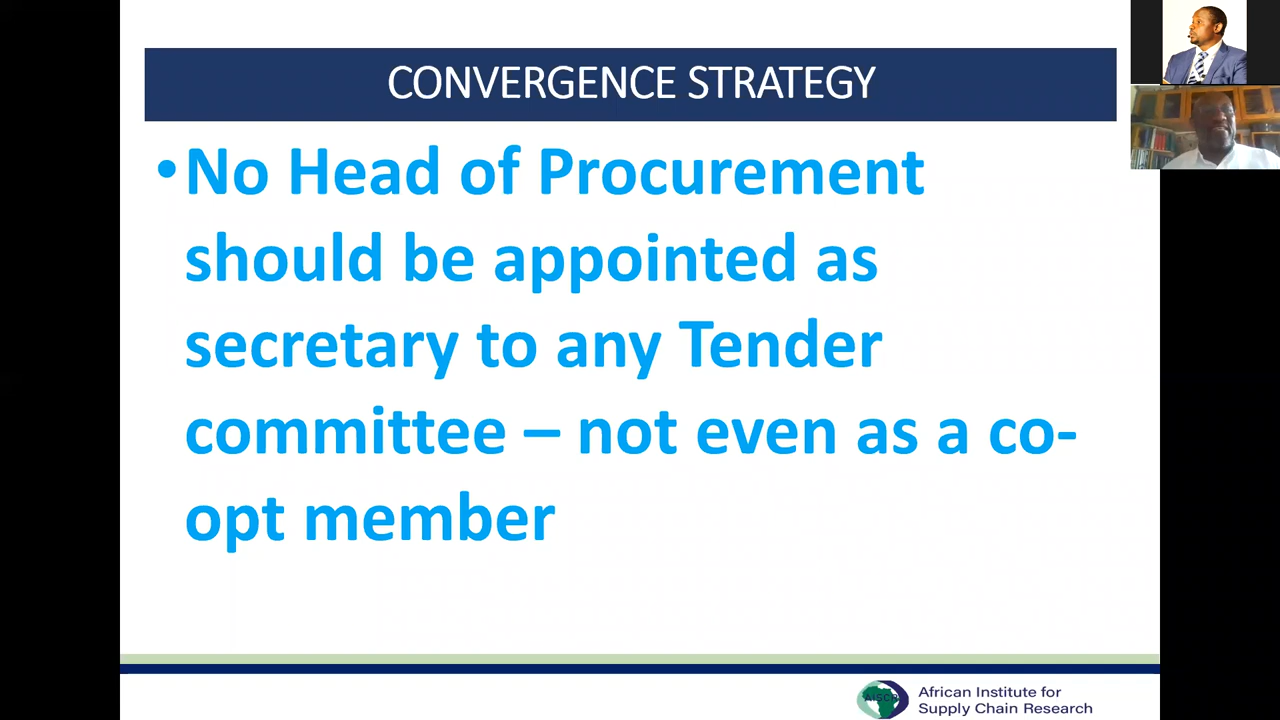 CONVERGENCE STRATEGY
•No Head of Procurement
should be appointed as
secretary to any Tender
committee – not even as a co-
opt member
African Institute for
Supply Chain Research